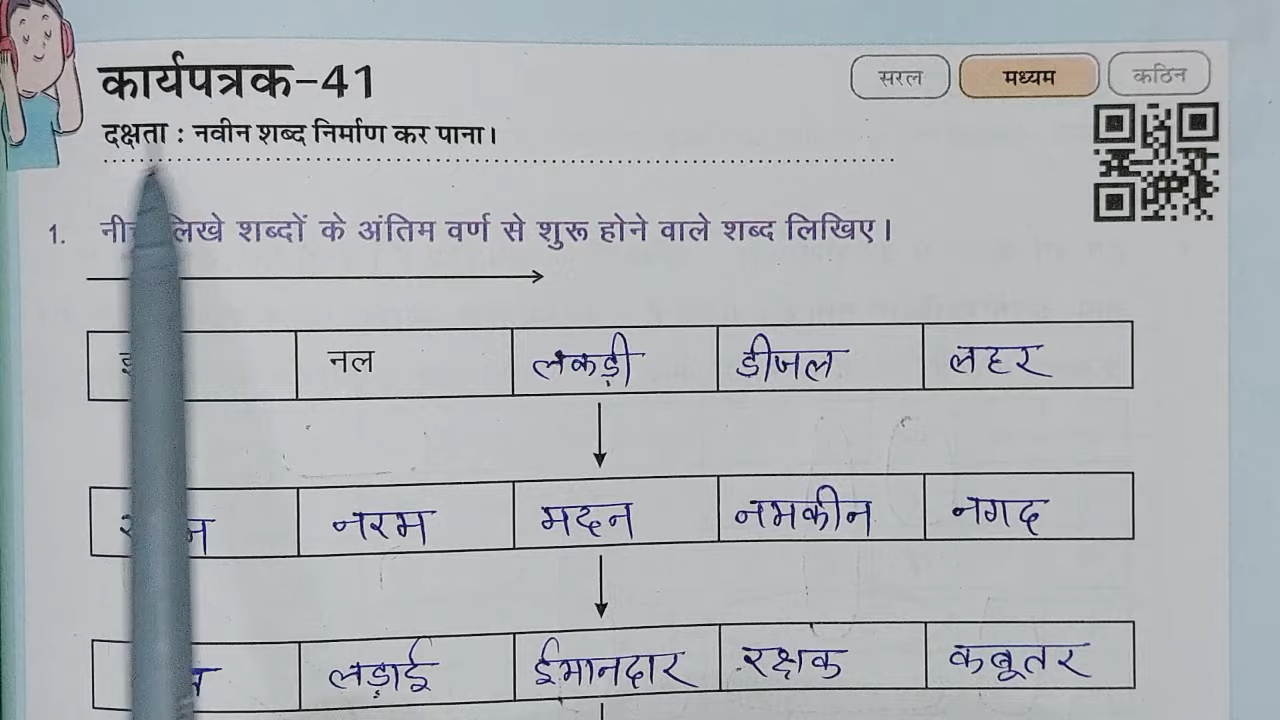 कार्यपत्रक-41
सरल मध्यम कठिन
दक्षता : नवीन शब्द निर्माण कर पाना।
1. लिखे शब्दों के अंतिम वर्ण से शुरू होने वाले शब्द लिखिए।
नल लकड़ी डीजल लहर
नरम मदन नमकीन नगद
लड़ाई ईमानदार रक्षक कबूतर